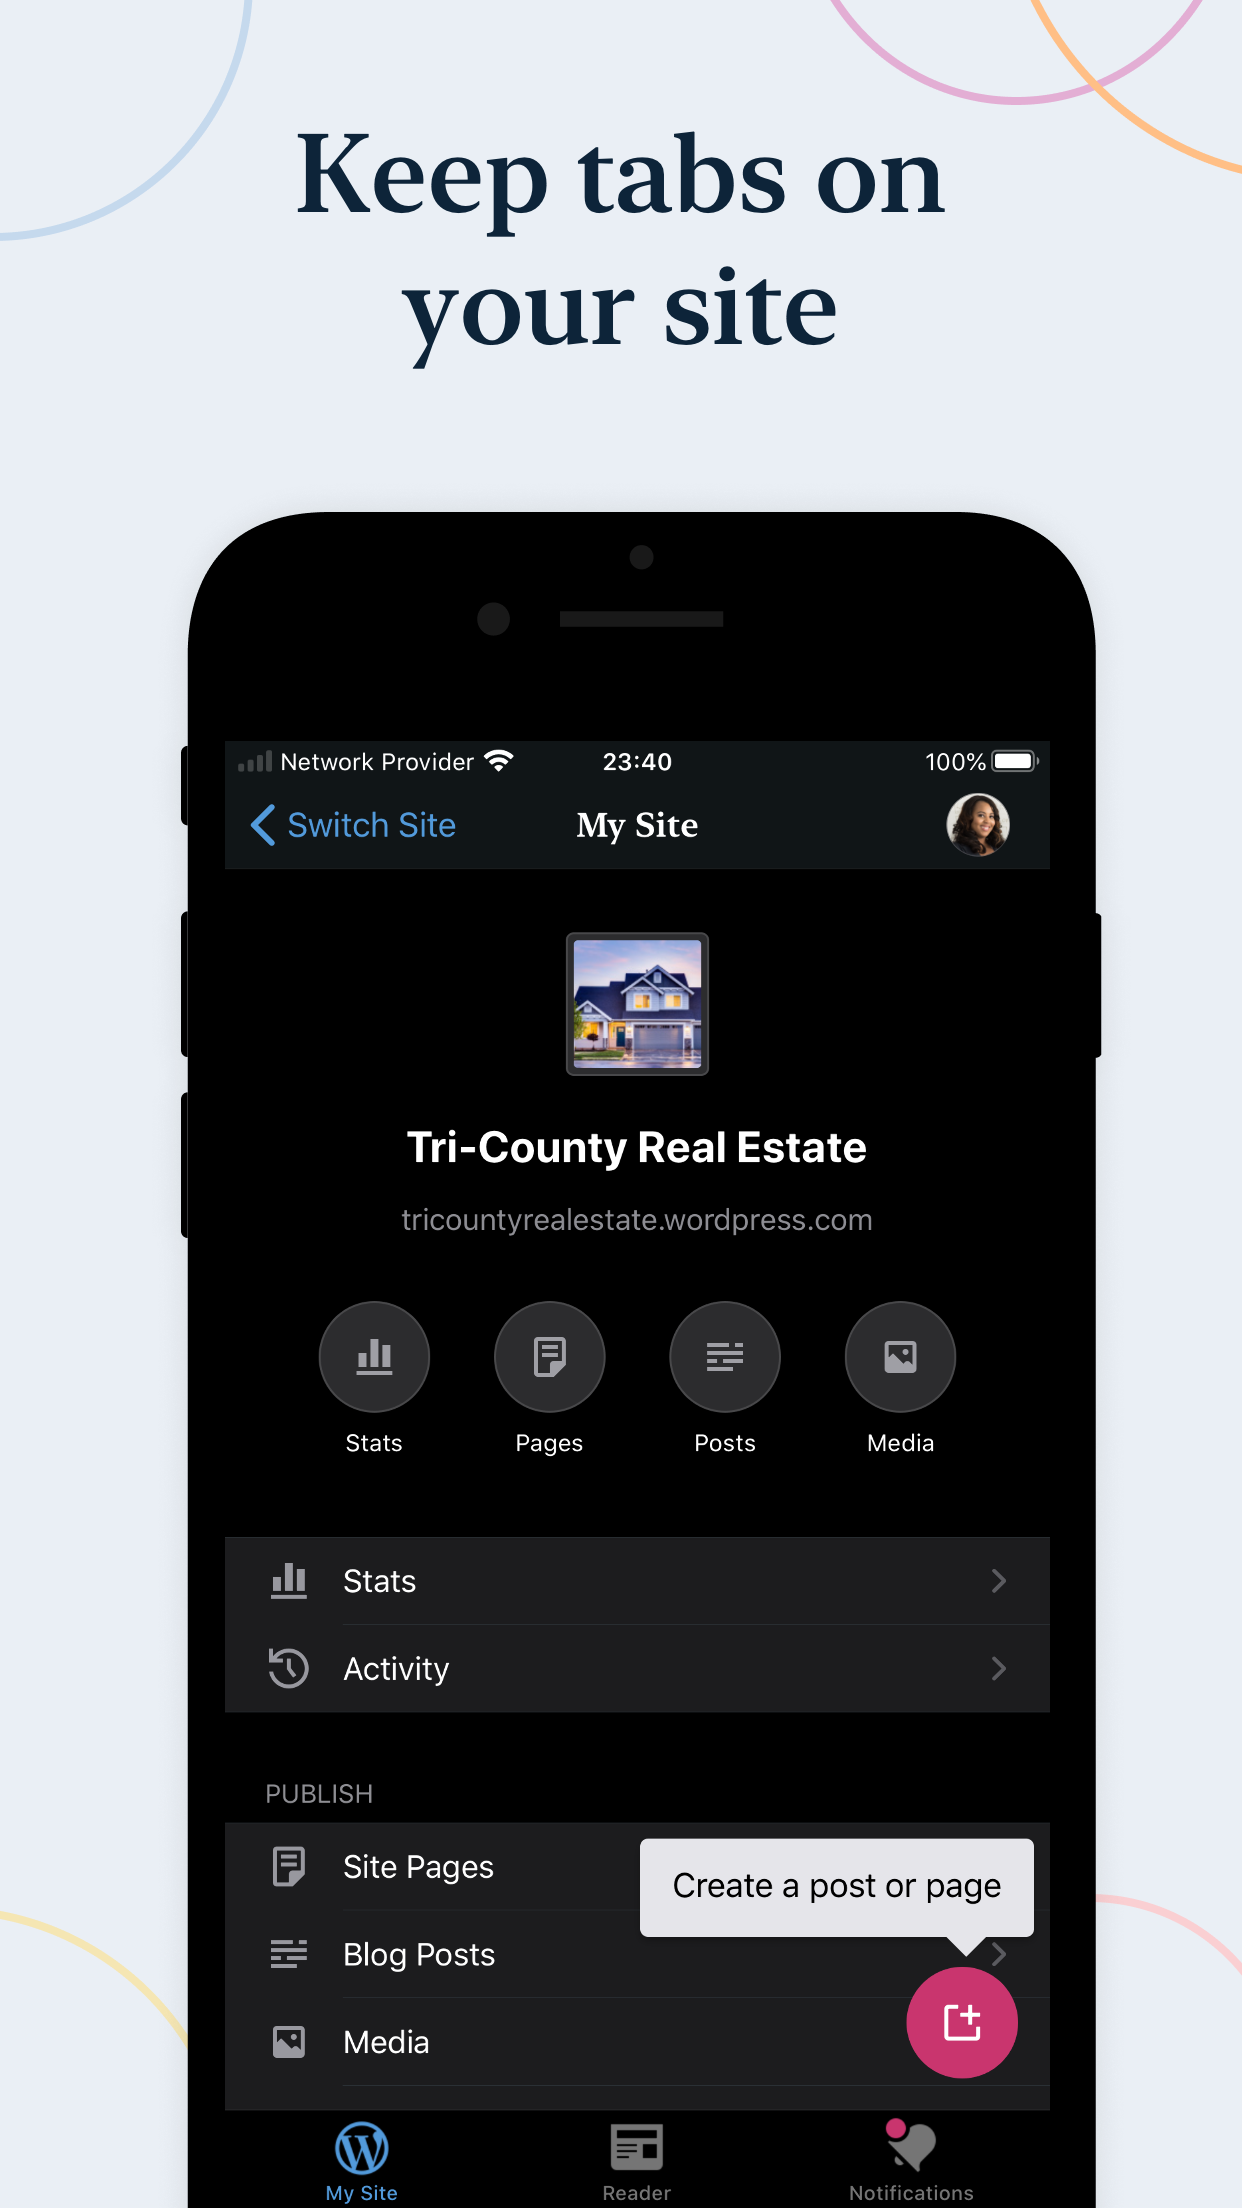 Keep tabs on
your site
Network Provider 23:40 100%
Switch Site My Site
Tri-County Real Estate
tricountyrealestate.wordpress.com
Stats Pages Posts Media
Stats
Activity
PUBLISH
Site Pages
Create a post or page
Blog Posts
Media
My Site Reader Notifications